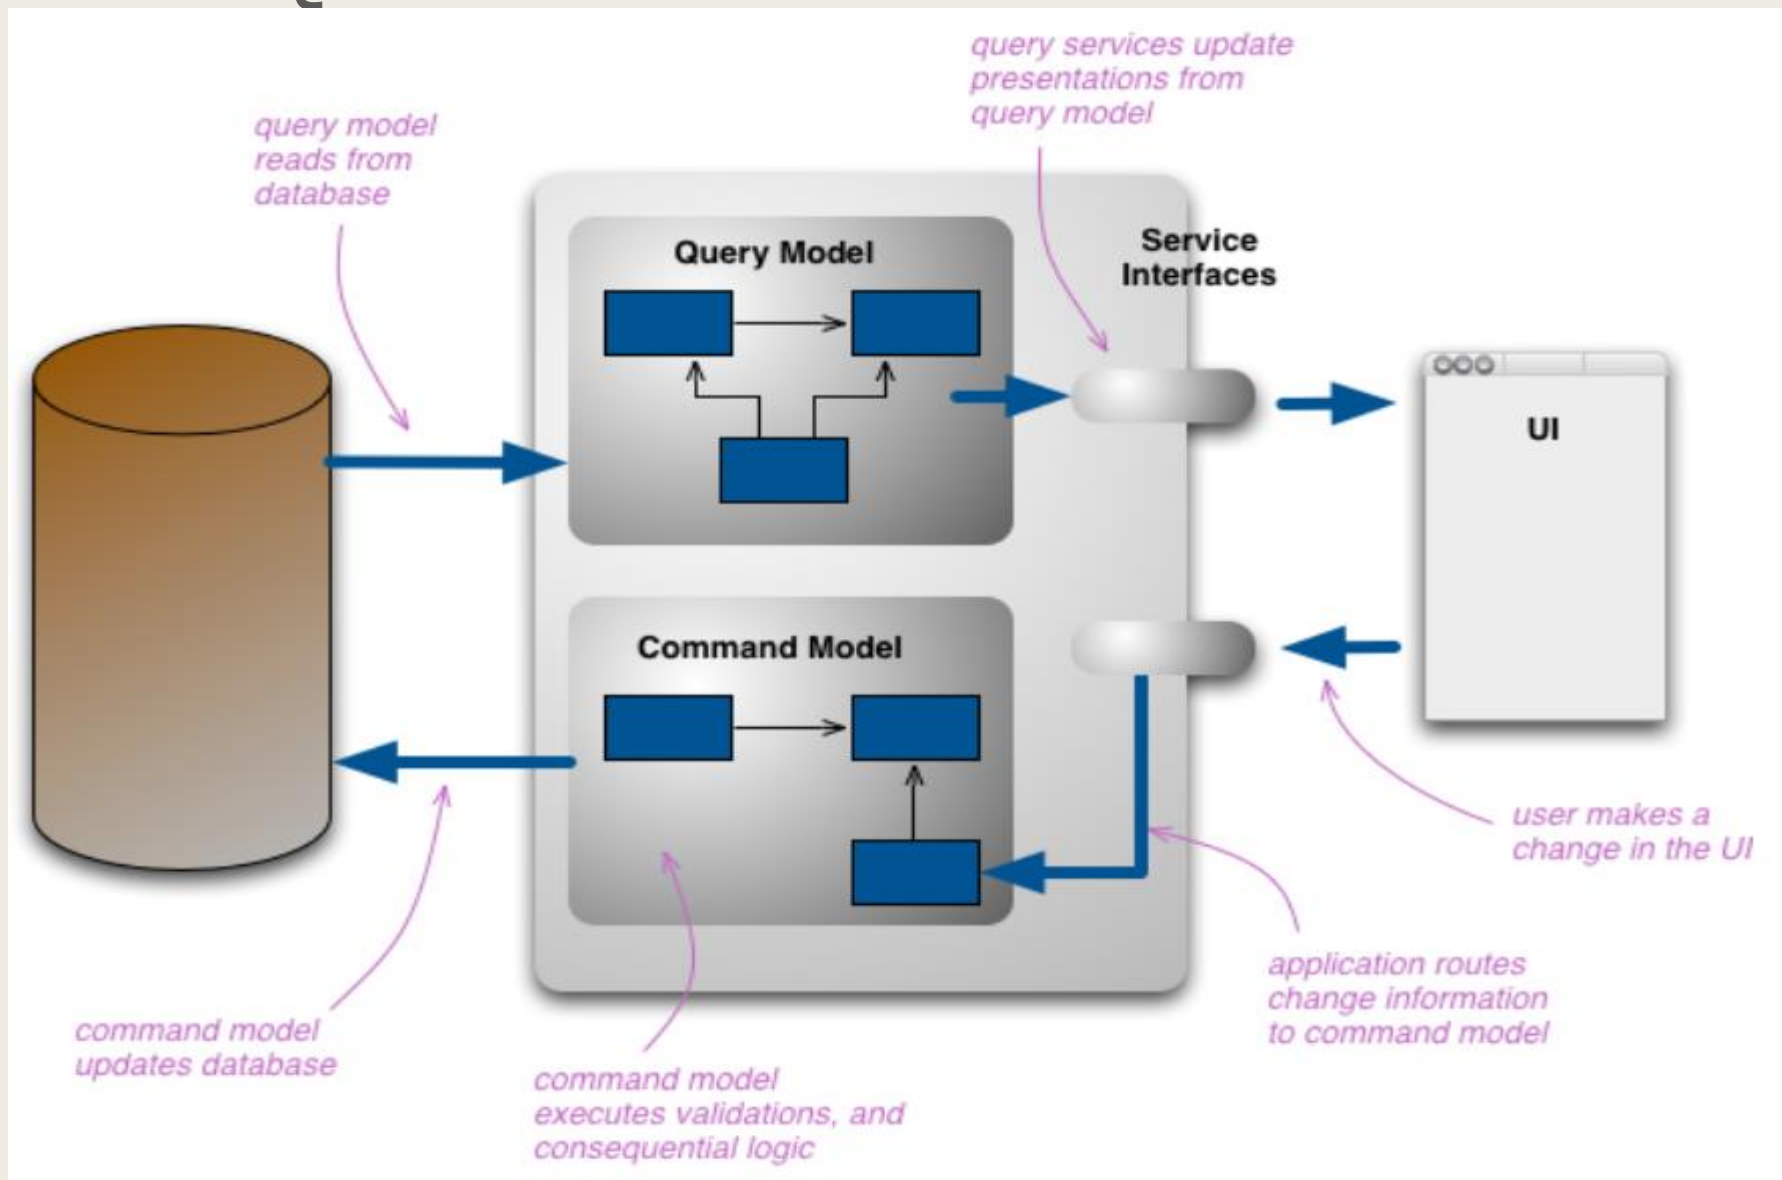 query services update
presentations from
query model
query model
reads from
database
Query Model
Service
Interfaces
UI
Command Model
user makes a
change in the UI
application routes
change information
to command model
command model
updates database
command model
executes validations, and
consequential logic